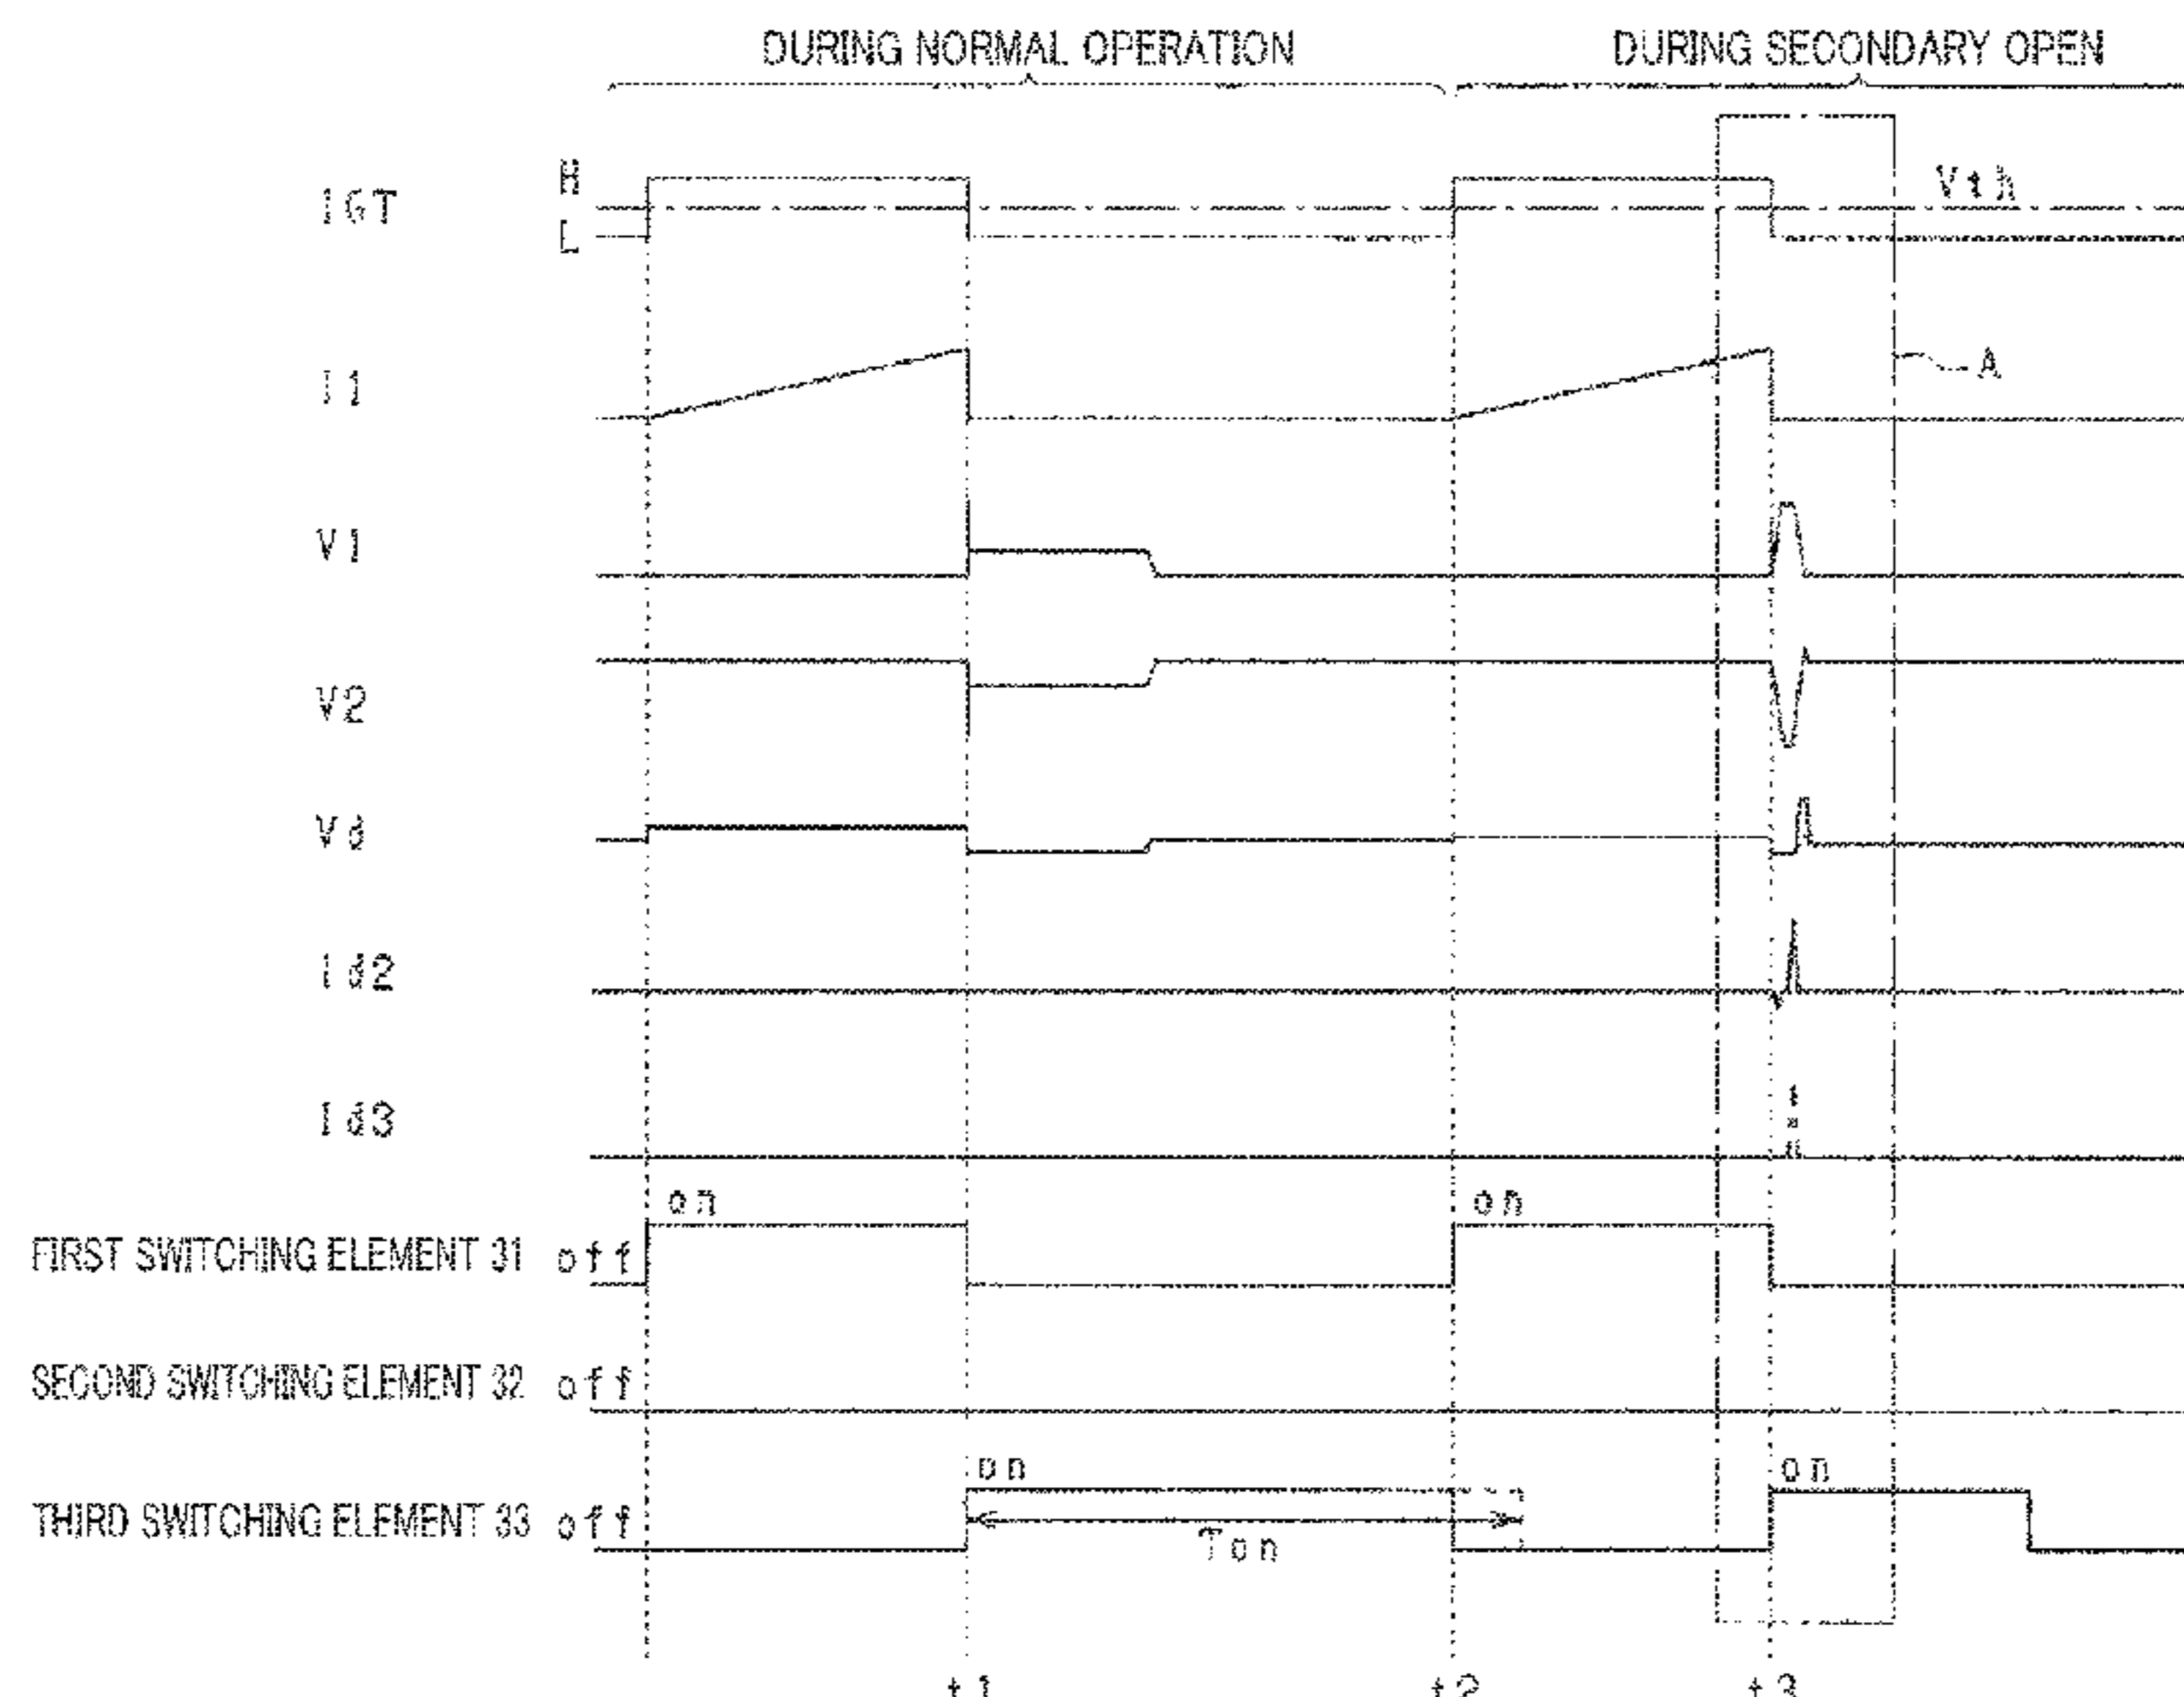 DURING NORMAL OPERATION
DURING SECONDARY OPEN
IGT
H
L
Vth
I1
A
V1
V2
Vd
Id2
Id3
on
on
FIRST SWITCHING ELEMENT 31 off
SECOND SWITCHING ELEMENT 32 off
on
on
THIRD SWITCHING ELEMENT 33 off
Ton
t1
t2
t3